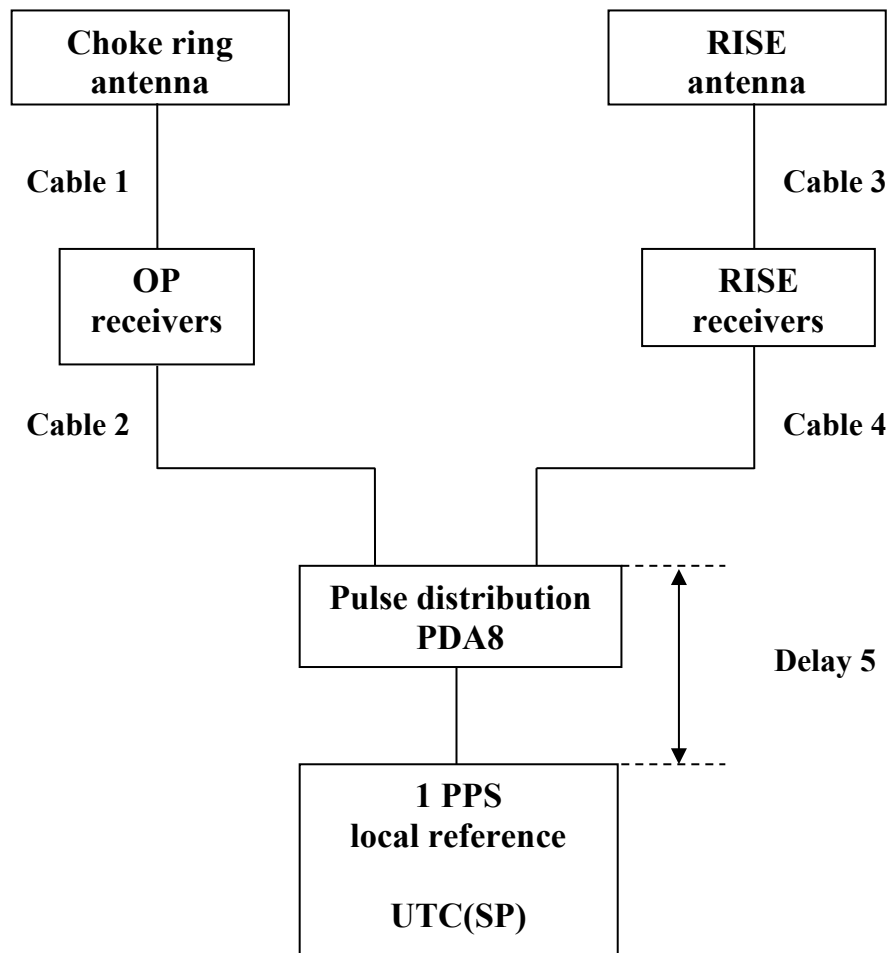 Choke ring
antenna
RISE
antenna
Cable 1
Cable 3
OP
receivers
RISE
receivers
Cable 2
Cable 4
Pulse distribution
PDA8
Delay 5
1 PPS
local reference
UTC(SP)